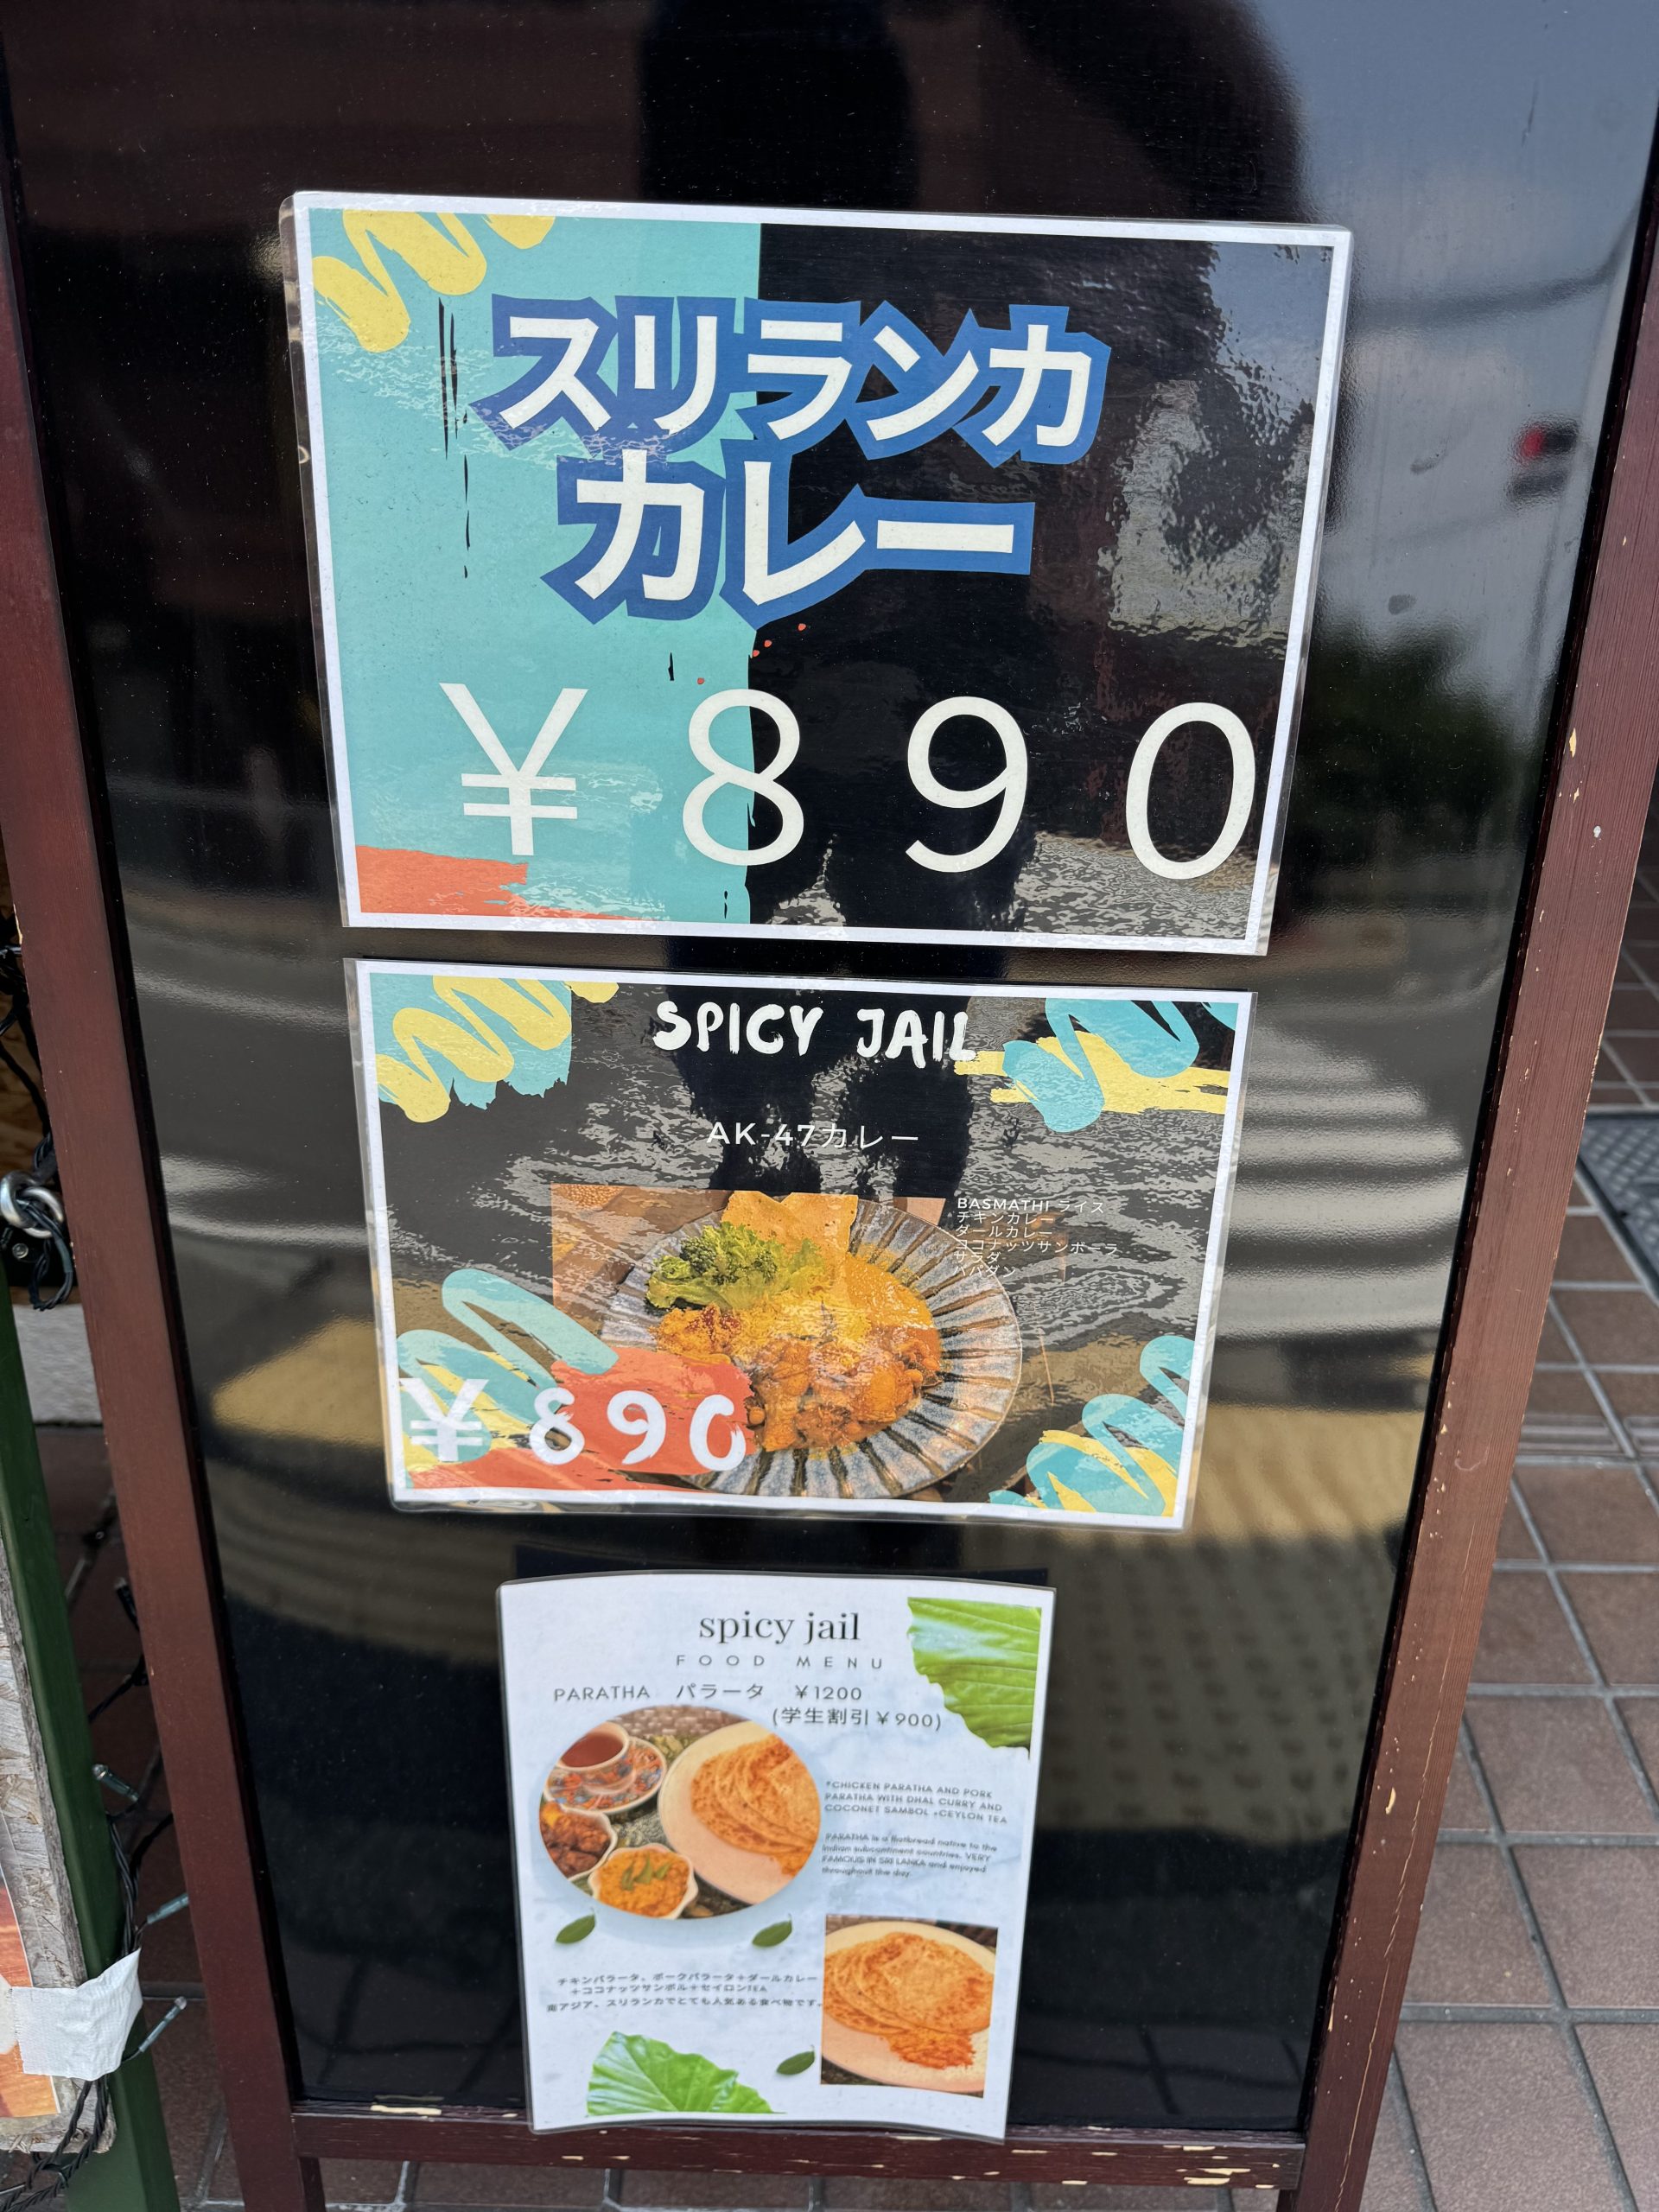 スリランカ
カレー
￥890
SPICY JAIL
AK-47カレー
BASMATHI ライス
チキンカレー
ダールカレー
ココナッツサンボーラ
サラダ
パパダン
￥890
spicy jail
FOOD MENU
PARATHA パラータ ￥1200
(学生割引￥900)
*CHICKEN PARATHA AND PORK
PARATHA WITH DHAL CURRY AND
COCONET SAMBOL +CEYLON TEA
PARATHA is a flatbread native to the
Indian subcontinent countries. VERY
FAMOUS IN SRI LANKA and enjoyed
throughout the day.
チキンパラータ、ポークパラータ+ダールカレー
+ココナッツサンボル+セイロンTEA
南アジア、スリランカでとても人気ある食べ物です。